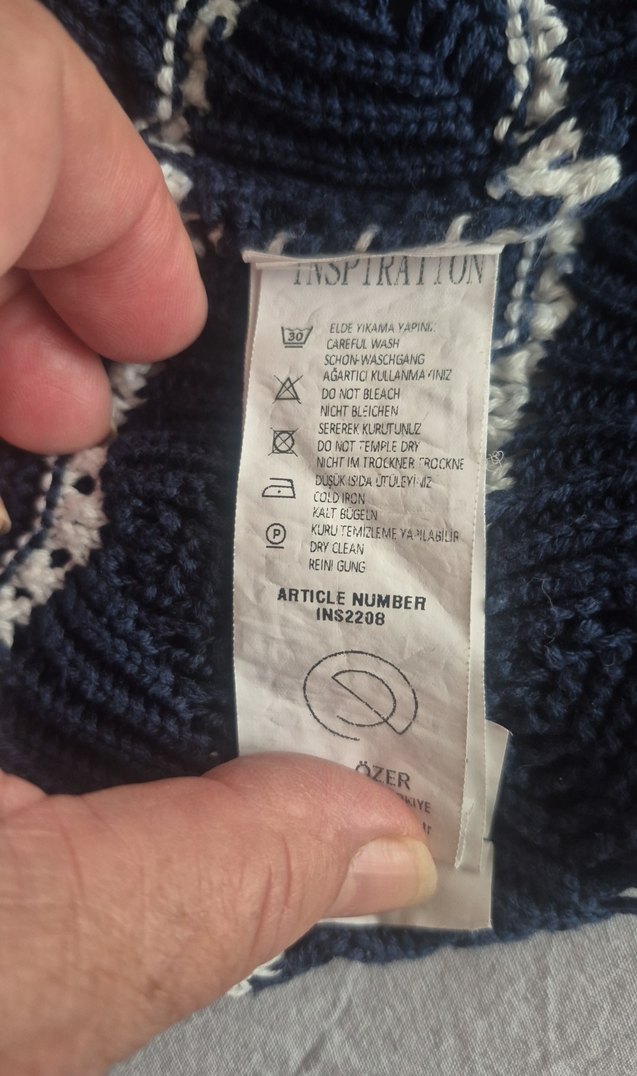 INSPIRATION
30
ELDE YIKAMA YAPINIZ
CAREFUL WASH
SCHON-WASCHGANG
AĞARTICI KULLANMAYINIZ
DO NOT BLEACH
NICHT BLEICHEN
SEREREK KURUTUNUZ
DO NOT TEMPLE DRY
NICHT IM TROCKNER TROCKNE
DÜŞÜK ISIDA ÜTÜLEYİNİZ
COLD IRON
KALT BÜGELN
P
KURU TEMİZLEME YAPILABİLİR
DRY CLEAN
REINI GUNG
ARTICLE NUMBER
INS2208
ÖZER